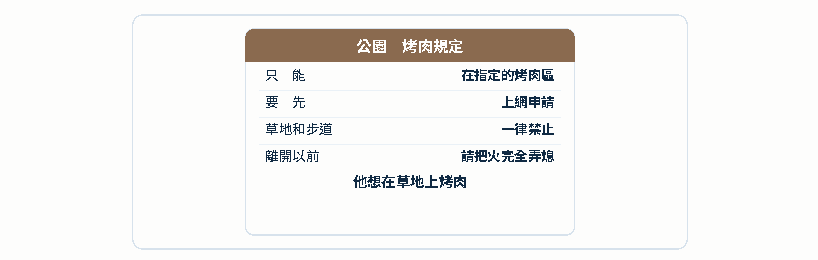 公園　烤肉規定
只　能　在指定的烤肉區
要　先　上網申請
草地和步道　一律禁止
離開以前　請把火完全弄熄
他想在草地上烤肉